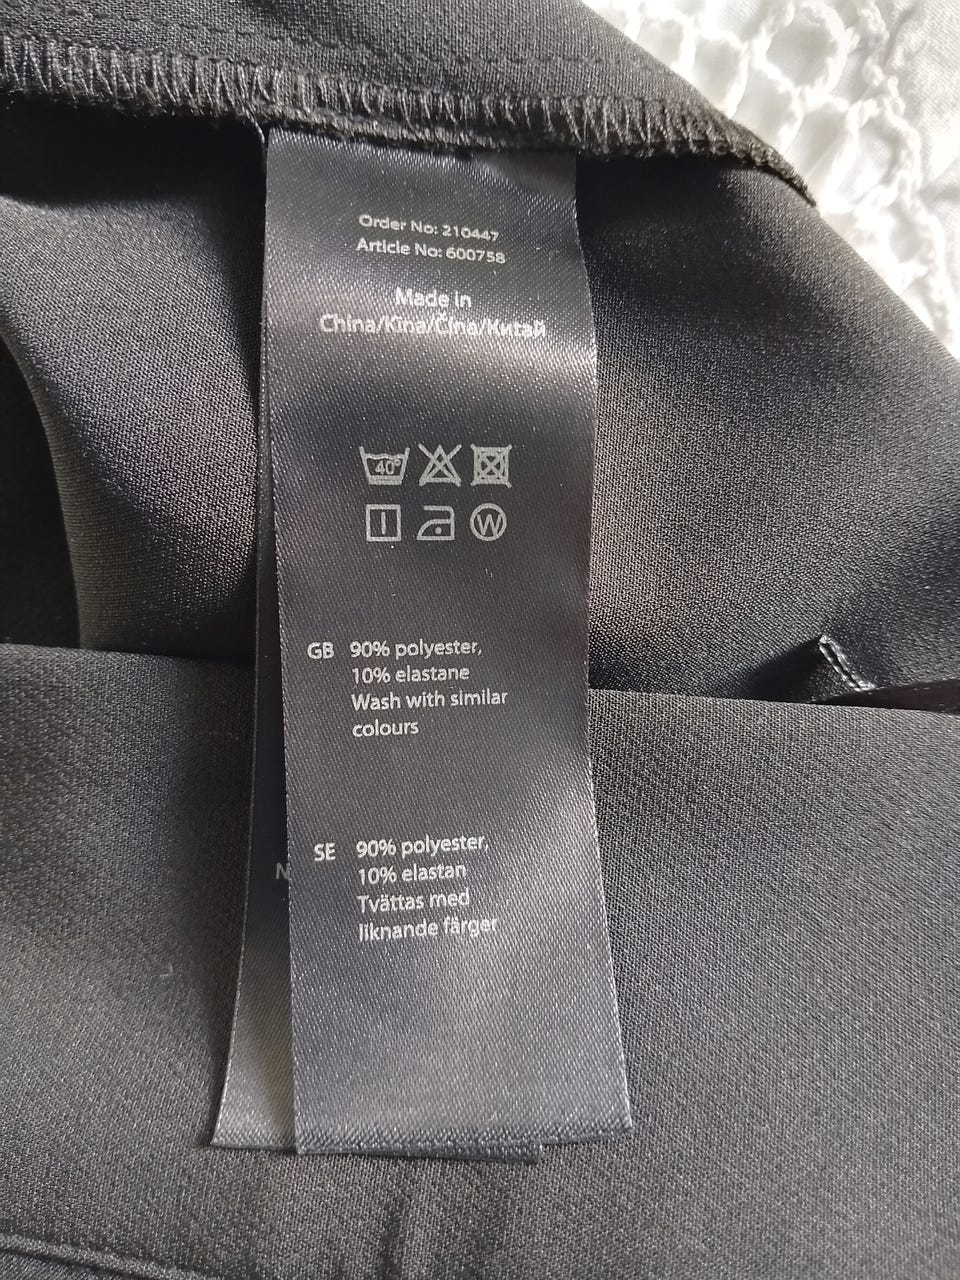 Order No: 210447
Article No: 600758
Made in
China/Kina/Čína/Китай
40°
W
GB 90% polyester,
10% elastane
Wash with similar
colours
SE 90% polyester,
10% elastan
Tvättas med
liknande färger
N